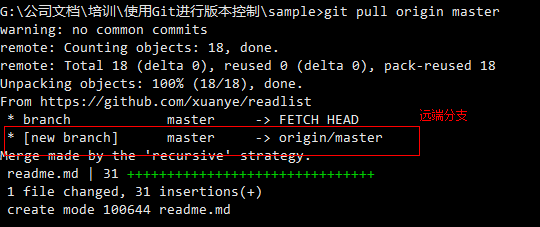 G:\公司文档\培训\使用Git进行版本控制\sample>git pull origin master
warning: no common commits
remote: Counting objects: 18, done.
remote: Total 18 (delta 0), reused 0 (delta 0), pack-reused 18
Unpacking objects: 100% (18/18), done.
From https://github.com/xuanye/readlist
 * branch            master     -> FETCH_HEAD
远端分支
 * [new branch]      master     -> origin/master
Merge made by the 'recursive' strategy.
 readme.md | 31 +++++++++++++++++++++++++++++++
 1 file changed, 31 insertions(+)
 create mode 100644 readme.md